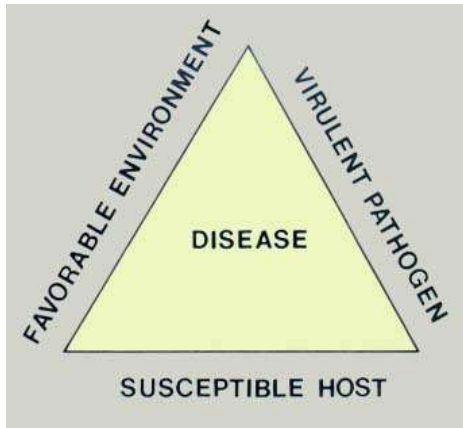 FAVORABLE ENVIRONMENT
VIRULENT PATHOGEN
DISEASE
SUSCEPTIBLE HOST